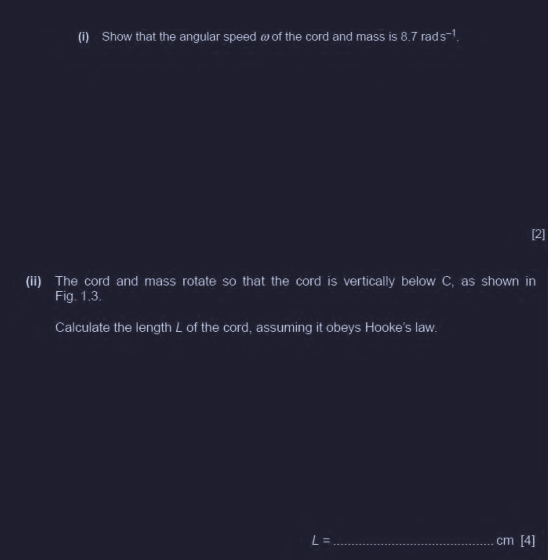 (i) Show that the angular speed ω of the cord and mass is 8.7 rad s⁻¹.
[2]
(ii) The cord and mass rotate so that the cord is vertically below C, as shown in
Fig. 1.3.
Calculate the length L of the cord, assuming it obeys Hooke's law.
L = ........................................ cm [4]